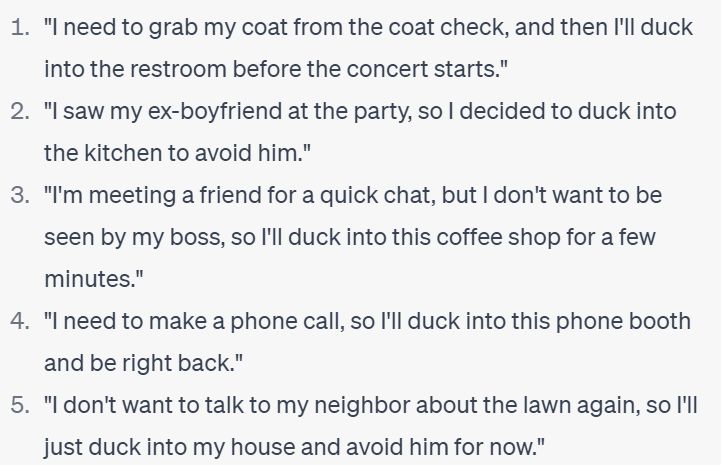 1. "I need to grab my coat from the coat check, and then I'll duck
into the restroom before the concert starts."
2. "I saw my ex-boyfriend at the party, so I decided to duck into
the kitchen to avoid him."
3. "I'm meeting a friend for a quick chat, but I don't want to be
seen by my boss, so I'll duck into this coffee shop for a few
minutes."
4. "I need to make a phone call, so I'll duck into this phone booth
and be right back."
5. "I don't want to talk to my neighbor about the lawn again, so I'll
just duck into my house and avoid him for now."